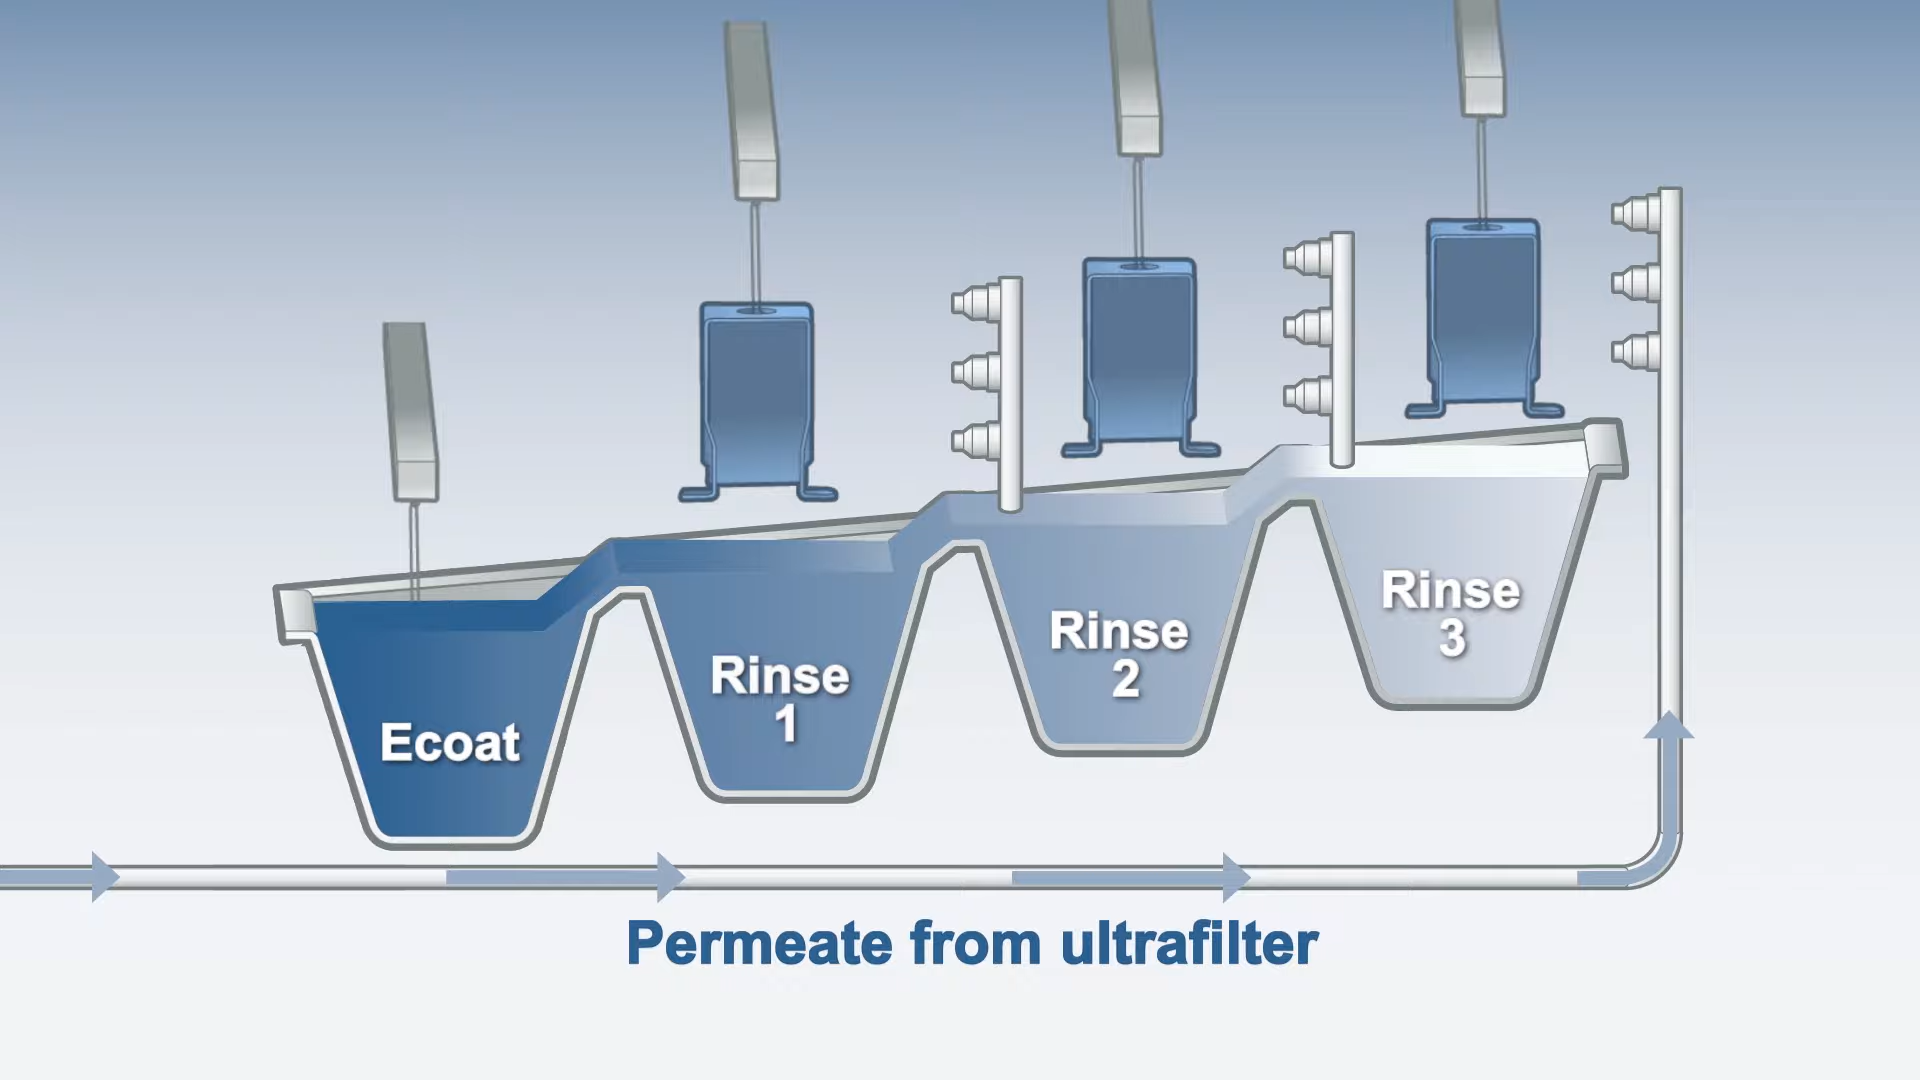 Ecoat
Rinse
1
Rinse
2
Rinse
3
Permeate from ultrafilter